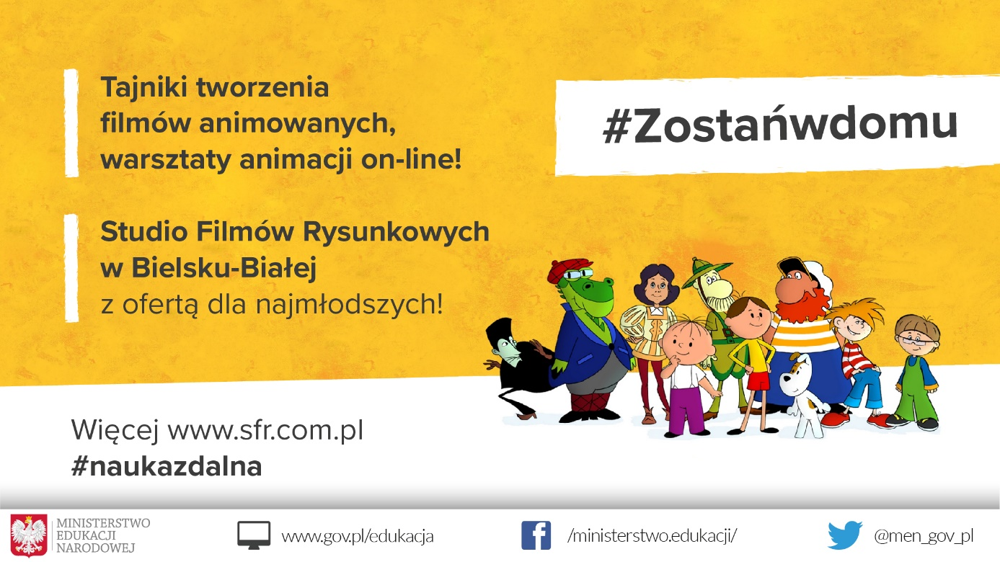 Tajniki tworzenia
filmów animowanych,
warsztaty animacji on-line!
#Zostańwdomu
Studio Filmów Rysunkowych
w Bielsku-Białej
z ofertą dla najmłodszych!
Więcej www.sfr.com.pl
#naukazdalna
MINISTERSTWO
EDUKACJI
NARODOWEJ
www.gov.pl/edukacja
/ministerstwo.edukacji/
@men_gov_pl